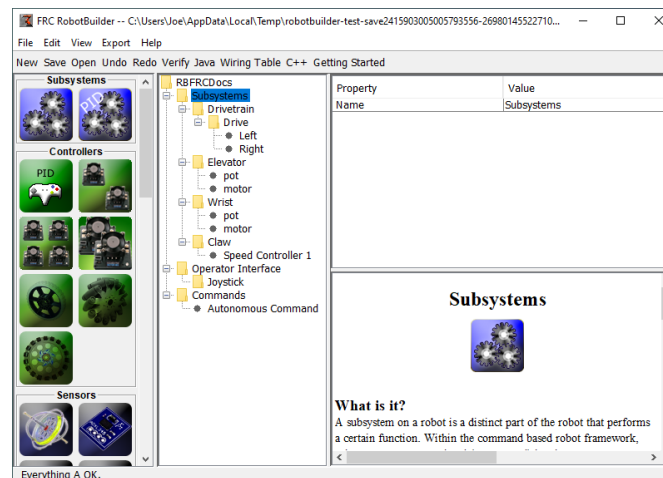 FRC RobotBuilder -- C:\Users\Joe\AppData\Local\Temp\robotbuilder-test-save2415903005005793556-26980145522710...
File Edit View Export Help
New Save Open Undo Redo Verify Java Wiring Table C++ Getting Started
Subsystems
PID
Controllers
PID
Sensors
RBFRCDocs
Subsystems
Drivetrain
Drive
Left
Right
Elevator
pot
motor
Wrist
pot
motor
Claw
Speed Controller 1
Operator Interface
Joystick
Commands
Autonomous Command
Property Value
Name Subsystems
Subsystems
What is it?
A subsystem on a robot is a distinct part of the robot that performs
a certain function. Within the command based robot framework,
Everything A OK.